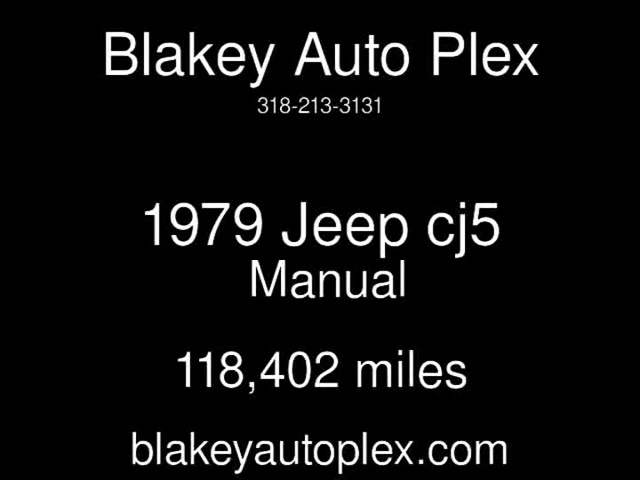 Blakey Auto Plex
318-213-3131
1979 Jeep cj5
Manual
118,402 miles
blakeyautoplex.com